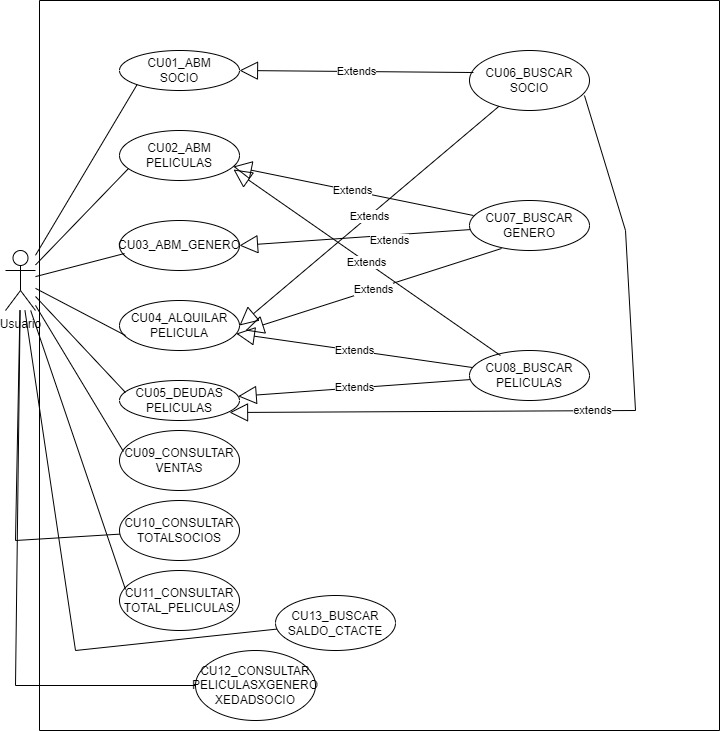 CU01_ABM
SOCIO
Extends
CU06_BUSCAR
SOCIO
CU02_ABM
PELICULAS
Extends
CU07_BUSCAR
GENERO
Extends
CU03_ABM_GENERO
Extends
Extends
Extends
Usuario
CU04_ALQUILAR
PELICULA
Extends
CU08_BUSCAR
PELICULAS
CU05_DEUDAS
PELICULAS
Extends
extends
CU09_CONSULTAR
VENTAS
CU10_CONSULTAR
TOTALSOCIOS
CU11_CONSULTAR
TOTAL_PELICULAS
CU13_BUSCAR
SALDO_CTACTE
CU12_CONSULTAR
PELICULASXGENERO
XEDADSOCIO